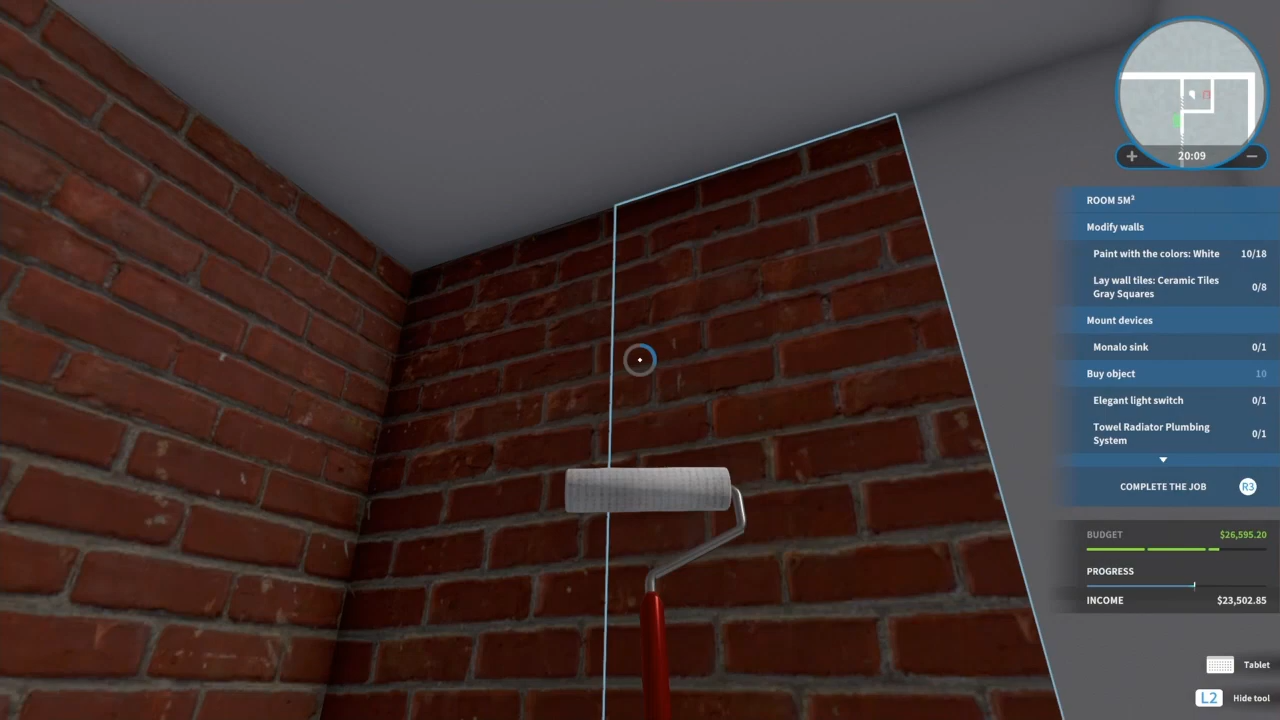 + 20:09 −
ROOM 5M²
Modify walls
Paint with the colors: White 10/18
Lay wall tiles: Ceramic Tiles
Gray Squares 0/8
Mount devices
Monalo sink 0/1
Buy object 10
Elegant light switch 0/1
Towel Radiator Plumbing
System 0/1
COMPLETE THE JOB R3
BUDGET $26,595.20
PROGRESS
INCOME $23,502.85
Tablet
L2 Hide tool